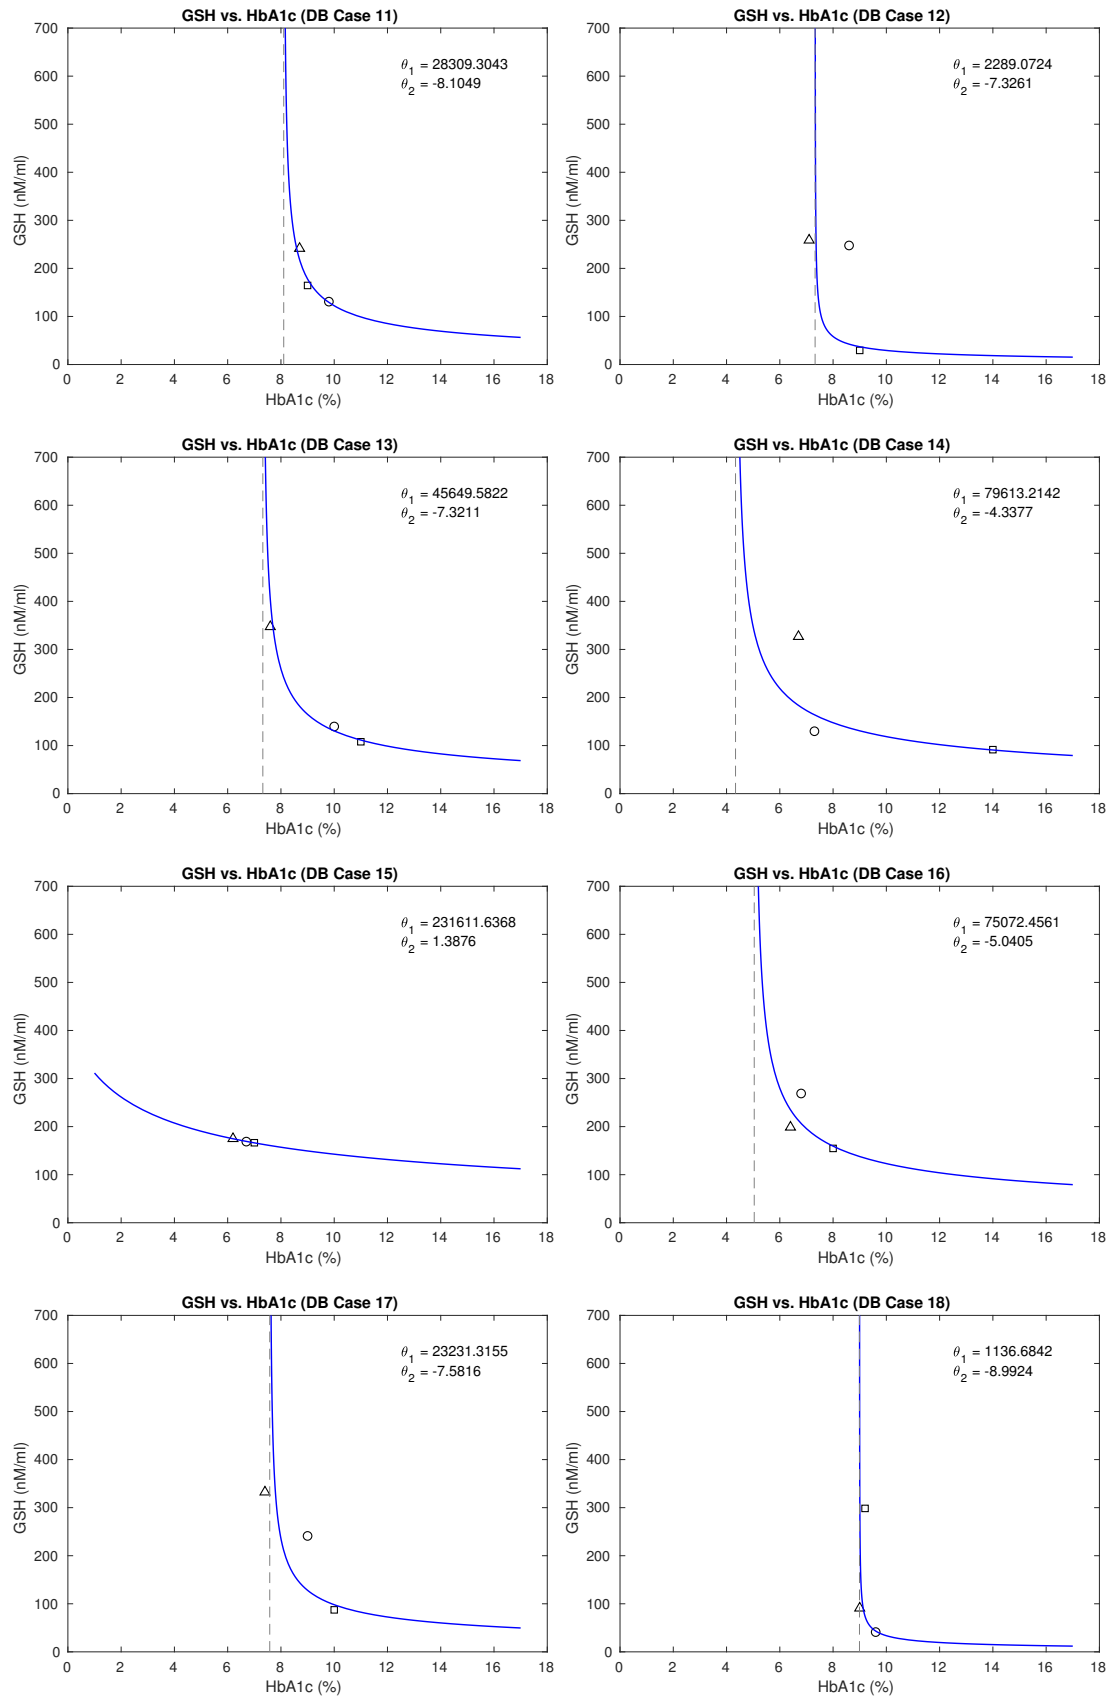 GSH vs. HbA1c (DB Case 11)
θ1 = 28309.3043
θ2 = -8.1049
GSH (nM/ml)
700
600
500
400
300
200
100
0
0 2 4 6 8 10 12 14 16 18
HbA1c (%)
GSH vs. HbA1c (DB Case 12)
θ1 = 2289.0724
θ2 = -7.3261
GSH (nM/ml)
700
600
500
400
300
200
100
0
0 2 4 6 8 10 12 14 16 18
HbA1c (%)
GSH vs. HbA1c (DB Case 13)
θ1 = 45649.5822
θ2 = -7.3211
GSH (nM/ml)
700
600
500
400
300
200
100
0
0 2 4 6 8 10 12 14 16 18
HbA1c (%)
GSH vs. HbA1c (DB Case 14)
θ1 = 79613.2142
θ2 = -4.3377
GSH (nM/ml)
700
600
500
400
300
200
100
0
0 2 4 6 8 10 12 14 16 18
HbA1c (%)
GSH vs. HbA1c (DB Case 15)
θ1 = 231611.6368
θ2 = 1.3876
GSH (nM/ml)
700
600
500
400
300
200
100
0
0 2 4 6 8 10 12 14 16 18
HbA1c (%)
GSH vs. HbA1c (DB Case 16)
θ1 = 75072.4561
θ2 = -5.0405
GSH (nM/ml)
700
600
500
400
300
200
100
0
0 2 4 6 8 10 12 14 16 18
HbA1c (%)
GSH vs. HbA1c (DB Case 17)
θ1 = 23231.3155
θ2 = -7.5816
GSH (nM/ml)
700
600
500
400
300
200
100
0
0 2 4 6 8 10 12 14 16 18
HbA1c (%)
GSH vs. HbA1c (DB Case 18)
θ1 = 1136.6842
θ2 = -8.9924
GSH (nM/ml)
700
600
500
400
300
200
100
0
0 2 4 6 8 10 12 14 16 18
HbA1c (%)